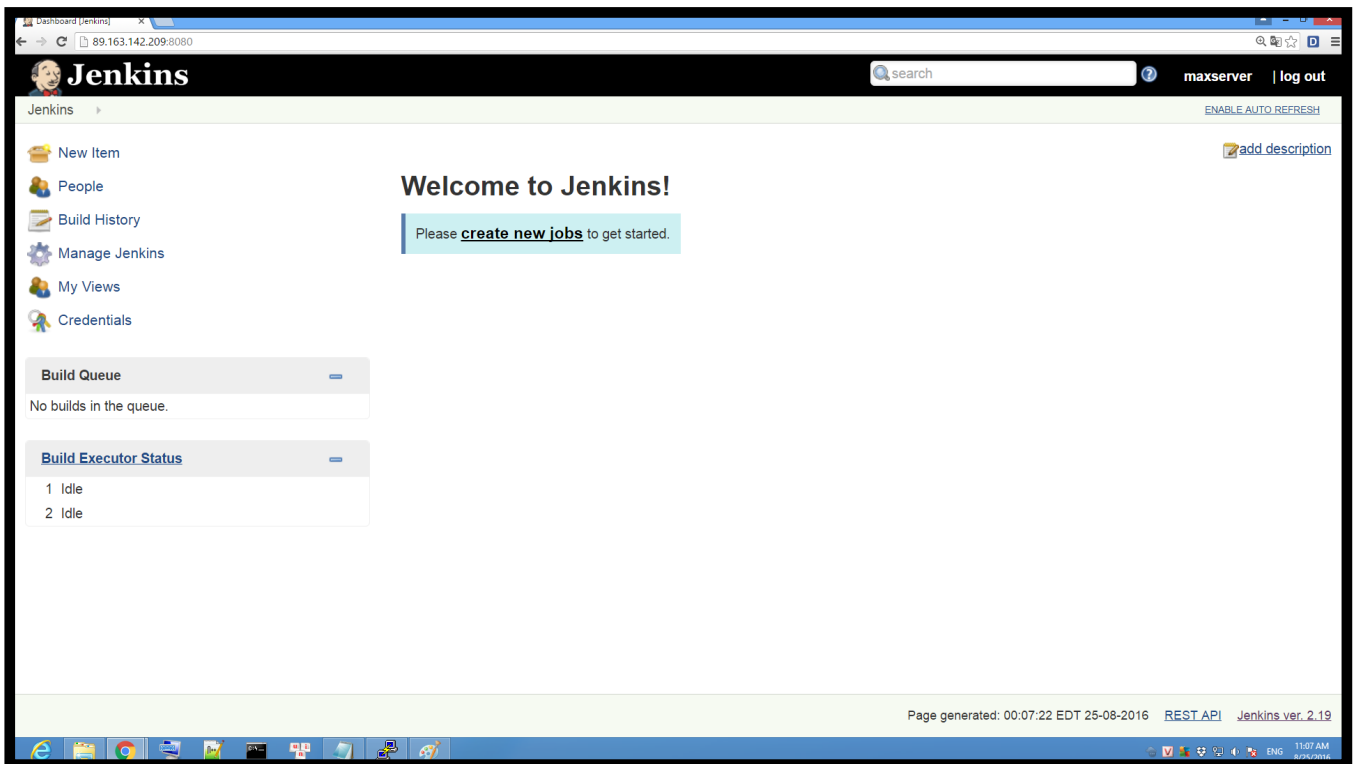 Dashboard [Jenkins]
89.163.142.209:8080
Jenkins
search
maxserver | log out
Jenkins
ENABLE AUTO REFRESH
New Item
add description
People
Welcome to Jenkins!
Build History
Please create new jobs to get started.
Manage Jenkins
My Views
Credentials
Build Queue
No builds in the queue.
Build Executor Status
1 Idle
2 Idle
Page generated: 00:07:22 EDT 25-08-2016 REST API Jenkins ver. 2.19
ENG
11:07 AM
8/25/2016